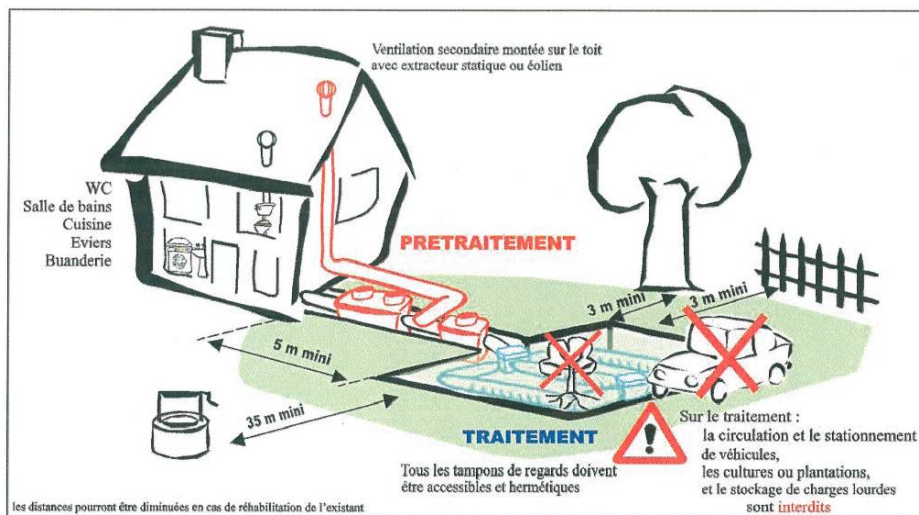 Ventilation secondaire montée sur le toit
avec extracteur statique ou éolien
WC
Salle de bains
Cuisine
Eviers
Buanderie
PRETRAITEMENT
3 m mini
3 m mini
5 m mini
35 m mini
TRAITEMENT
Tous les tampons de regards doivent
être accessibles et hermétiques
Sur le traitement :
la circulation et le stationnement
de véhicules,
les cultures ou plantations,
et le stockage de charges lourdes
sont interdits
les distances pourront être diminuées en cas de réhabilitation de l'existant